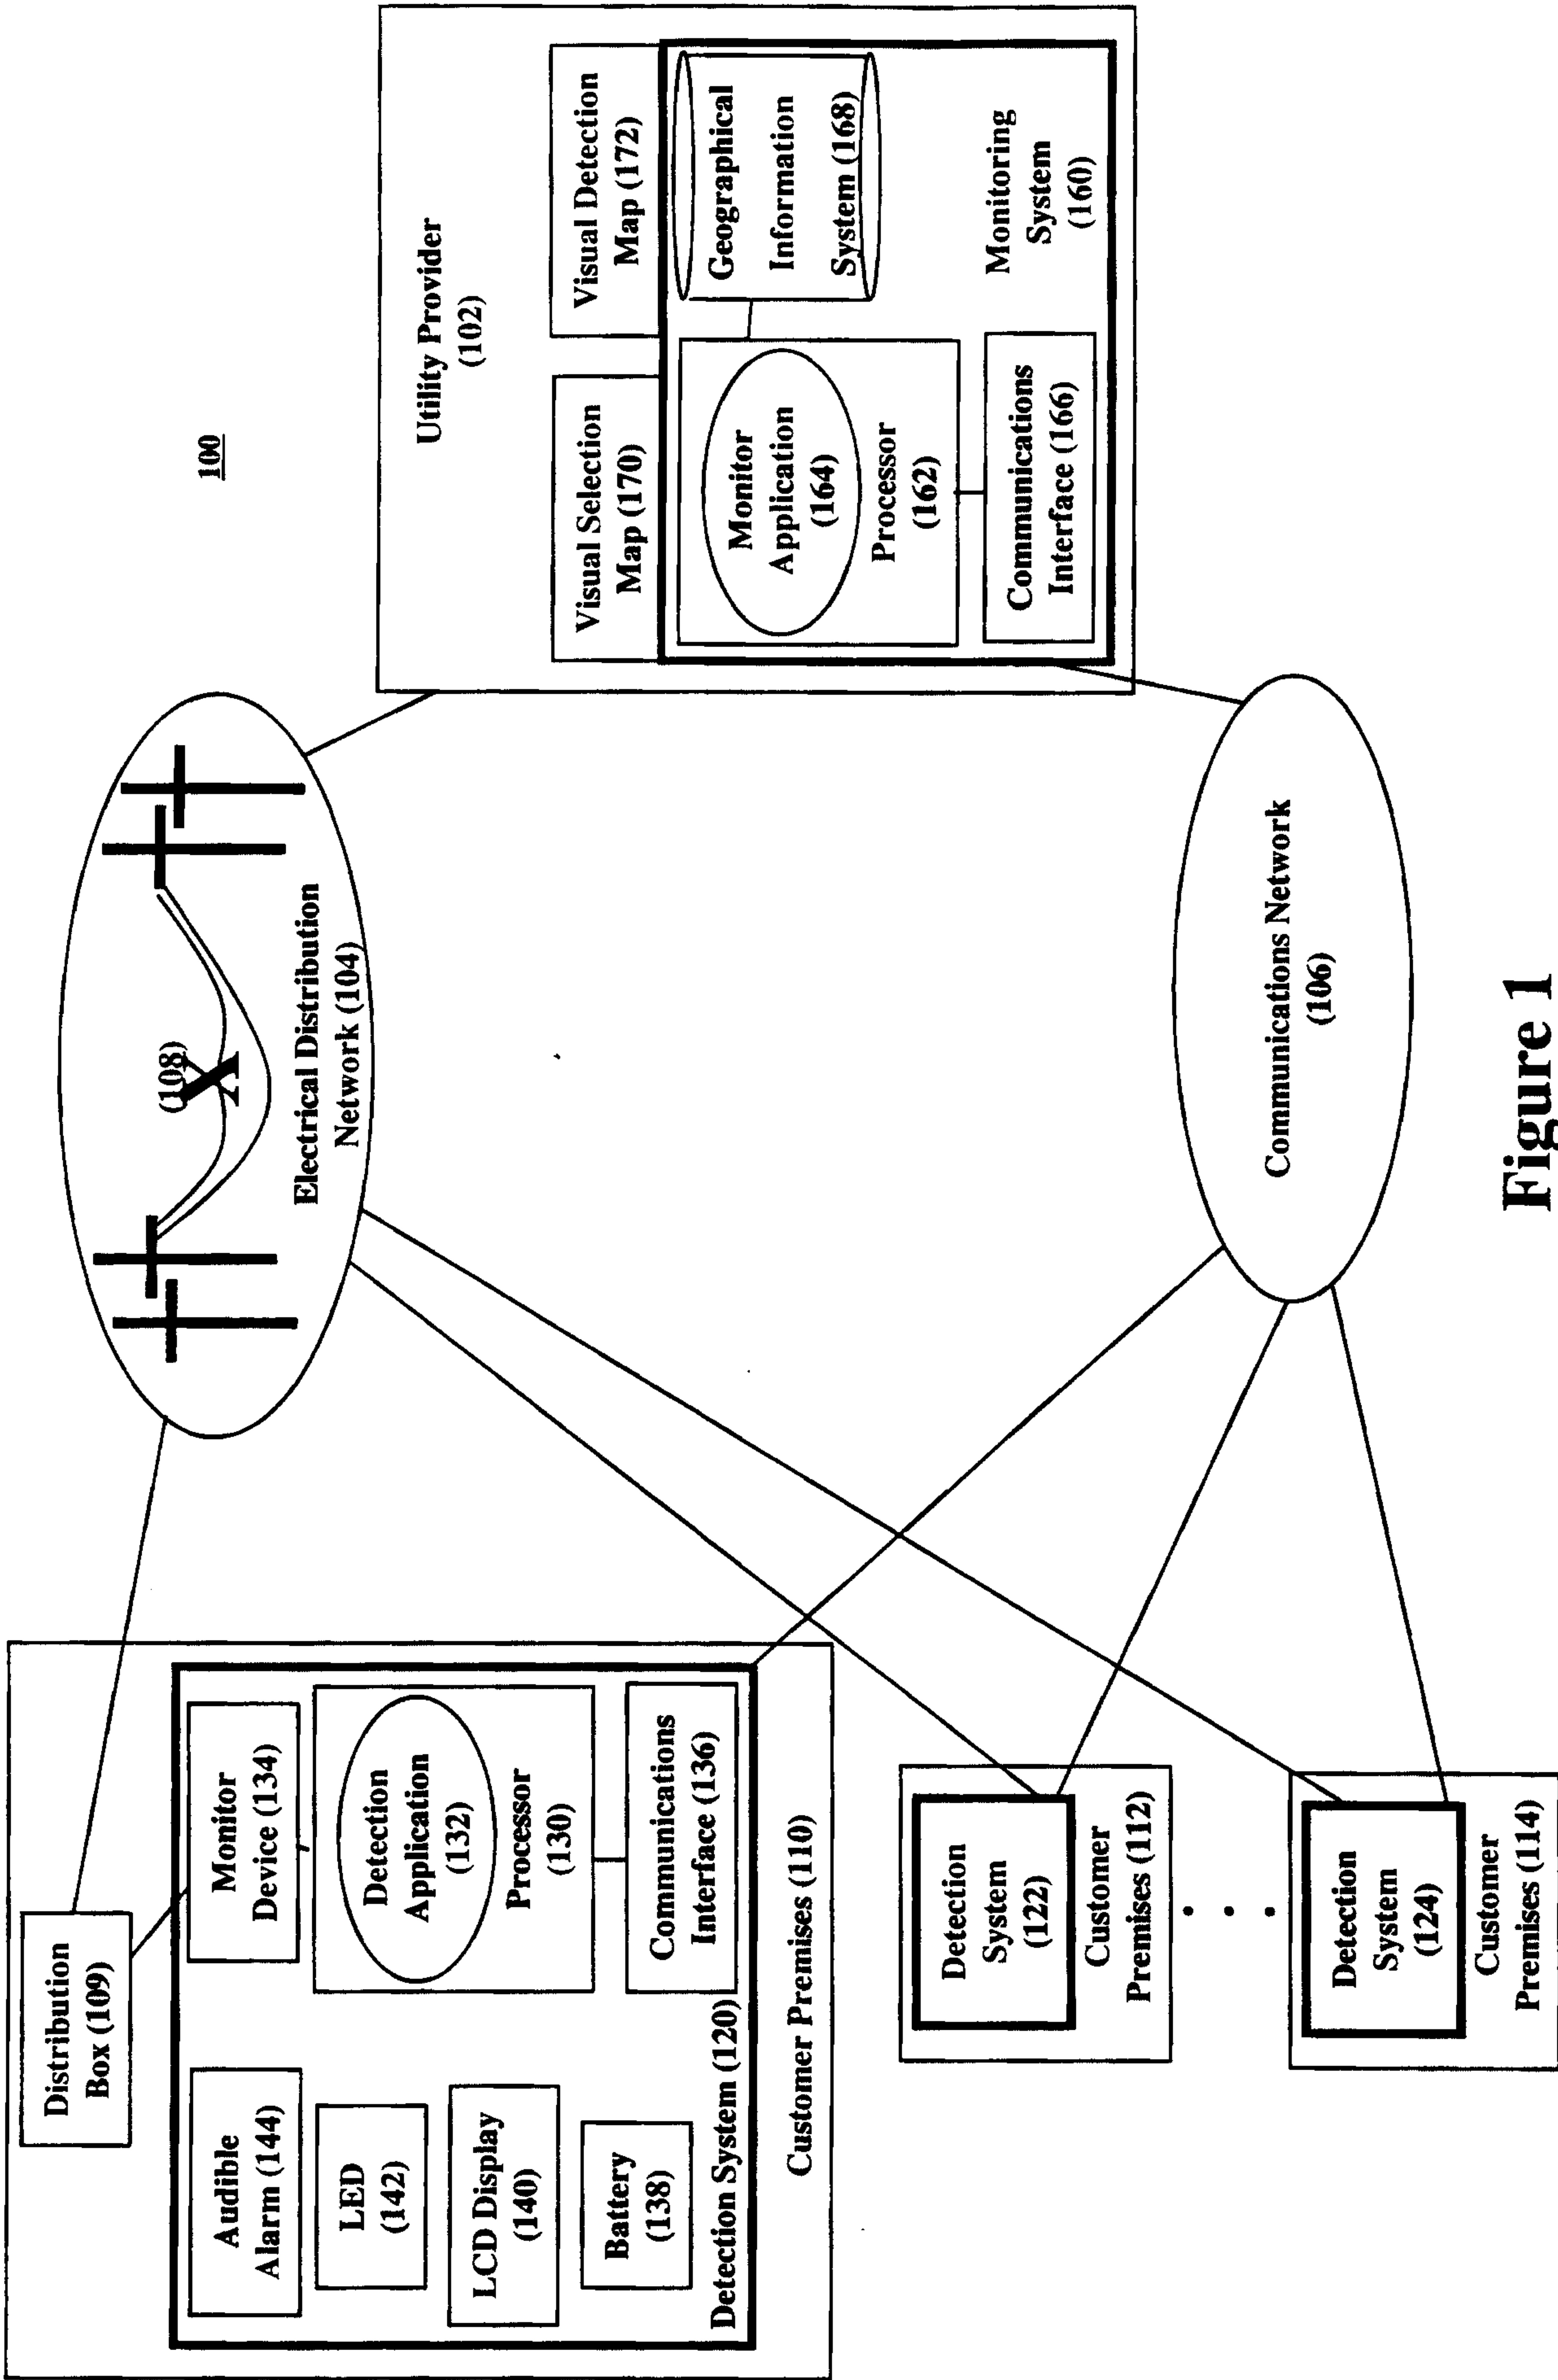 100
Distribution
Box (109)
Audible
Alarm (144)
Monitor
Device (134)
LED
(142)
Detection
Application
(132)
LCD Display
(140)
Processor
(130)
Battery
(138)
Communications
Interface (136)
Detection System (120)
Customer Premises (110)
Detection
System
(122)
Customer
Premises (112)
Detection
System
(124)
Customer
Premises (114)
(108)
X
Electrical Distribution
Network (104)
Communications Network
(106)
Utility Provider
(102)
Visual Selection
Map (170)
Visual Detection
Map (172)
Monitor
Application
(164)
Processor
(162)
Geographical
Information
System (168)
Communications
Interface (166)
Monitoring
System
(160)
Figure 1